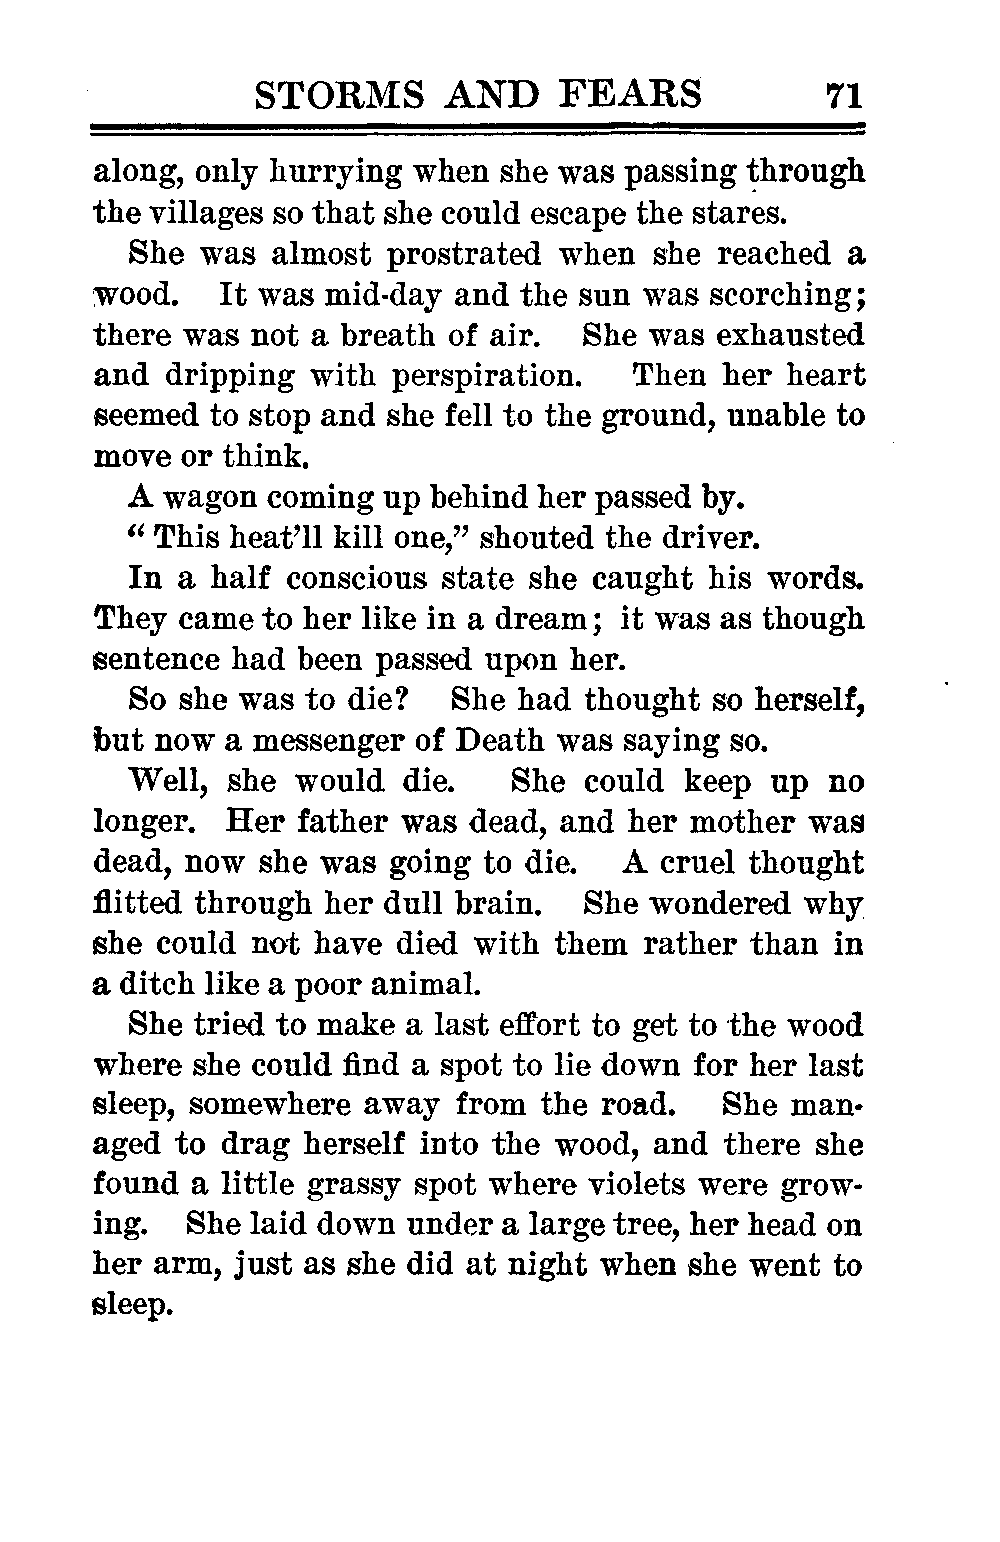 STORMS AND FEARS 71
along, only hurrying when she was passing through
the villages so that she could escape the stares.
She was almost prostrated when she reached a
wood. It was mid-day and the sun was scorching;
there was not a breath of air. She was exhausted
and dripping with perspiration. Then her heart
seemed to stop and she fell to the ground, unable to
move or think.
A wagon coming up behind her passed by.
“ This heat’ll kill one,” shouted the driver.
In a half conscious state she caught his words.
They came to her like in a dream; it was as though
sentence had been passed upon her.
So she was to die? She had thought so herself,
but now a messenger of Death was saying so.
Well, she would die. She could keep up no
longer. Her father was dead, and her mother was
dead, now she was going to die. A cruel thought
flitted through her dull brain. She wondered why
she could not have died with them rather than in
a ditch like a poor animal.
She tried to make a last effort to get to the wood
where she could find a spot to lie down for her last
sleep, somewhere away from the road. She man-
aged to drag herself into the wood, and there she
found a little grassy spot where violets were grow-
ing. She laid down under a large tree, her head on
her arm, just as she did at night when she went to
sleep.